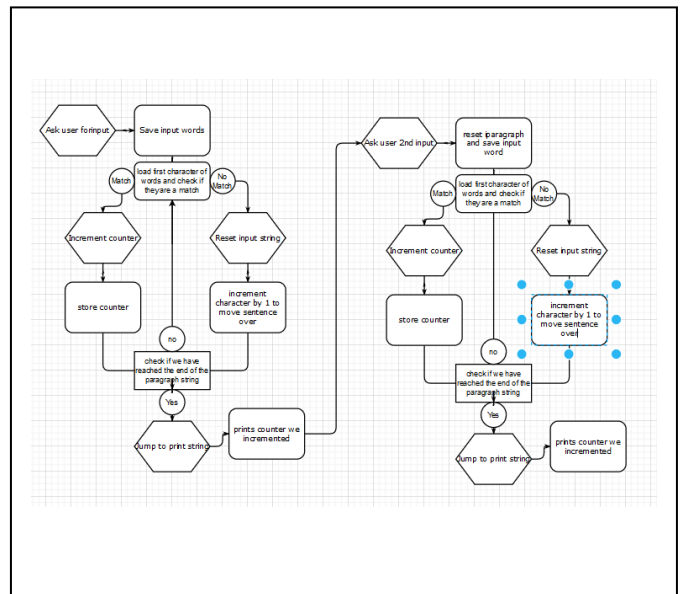 Ask user forinput
Save input words
Match
load first character of
words and check if
theyare a match
No
Match
Increment counter
Reset input string
store counter
increment
character by 1 to
move sentence
over
no
check if we have
reached the end of the
paragraph string
Yes
Jump to print string
prints counter we
incremented
Ask user 2nd input
reset iparagraph
and save input
word
Match
load first character of
words and check if
theyare a match
No
Match
Increment counter
Reset input string
store counter
increment
character by 1 to
move sentence
over
no
check if we have
reached the end of the
paragraph string
Yes
Jump to print string
prints counter we
incremented